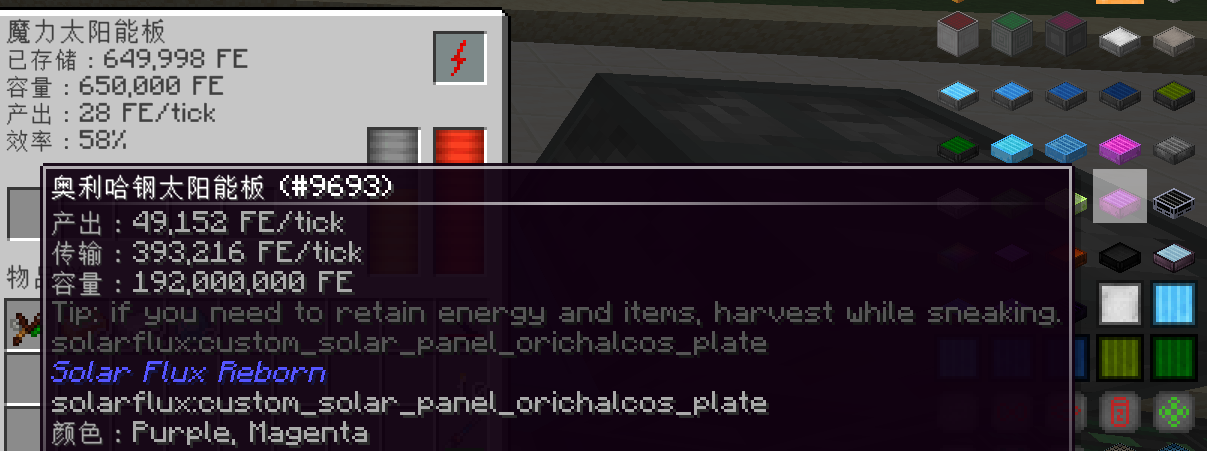 魔力太阳能板
已存储：649,998 FE
容量：650,000 FE
产出：28 FE/tick
效率：58%
奥利哈钢太阳能板 (#9693)
产出：49,152 FE/tick
传输：393,216 FE/tick
容量：192,000,000 FE
Tip: if you need to retain energy and items, harvest while sneaking.
solarflux:custom_solar_panel_orichalcos_plate
Solar Flux Reborn
solarflux:custom_solar_panel_orichalcos_plate
颜色：Purple, Magenta
物